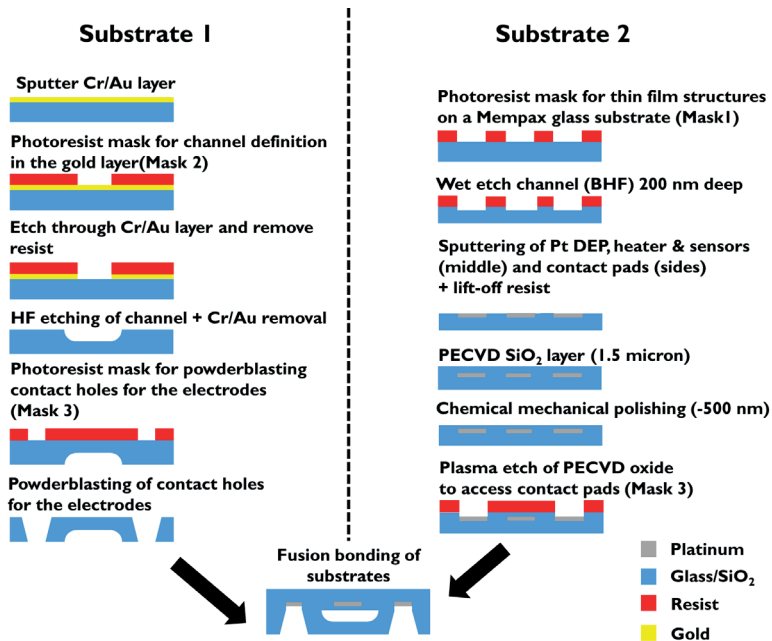 Substrate 1
Sputter Cr/Au layer
Photoresist mask for channel definition
in the gold layer(Mask 2)
Etch through Cr/Au layer and remove
resist
HF etching of channel + Cr/Au removal
Photoresist mask for powderblasting
contact holes for the electrodes
(Mask 3)
Powderblasting of contact holes
for the electrodes
Substrate 2
Photoresist mask for thin film structures
on a Mempax glass substrate (Mask1)
Wet etch channel (BHF) 200 nm deep
Sputtering of Pt DEP, heater & sensors
(middle) and contact pads (sides)
+ lift-off resist
PECVD SiO₂ layer (1.5 micron)
Chemical mechanical polishing (-500 nm)
Plasma etch of PECVD oxide
to access contact pads (Mask 3)
Fusion bonding of
substrates
Platinum
Glass/SiO₂
Resist
Gold